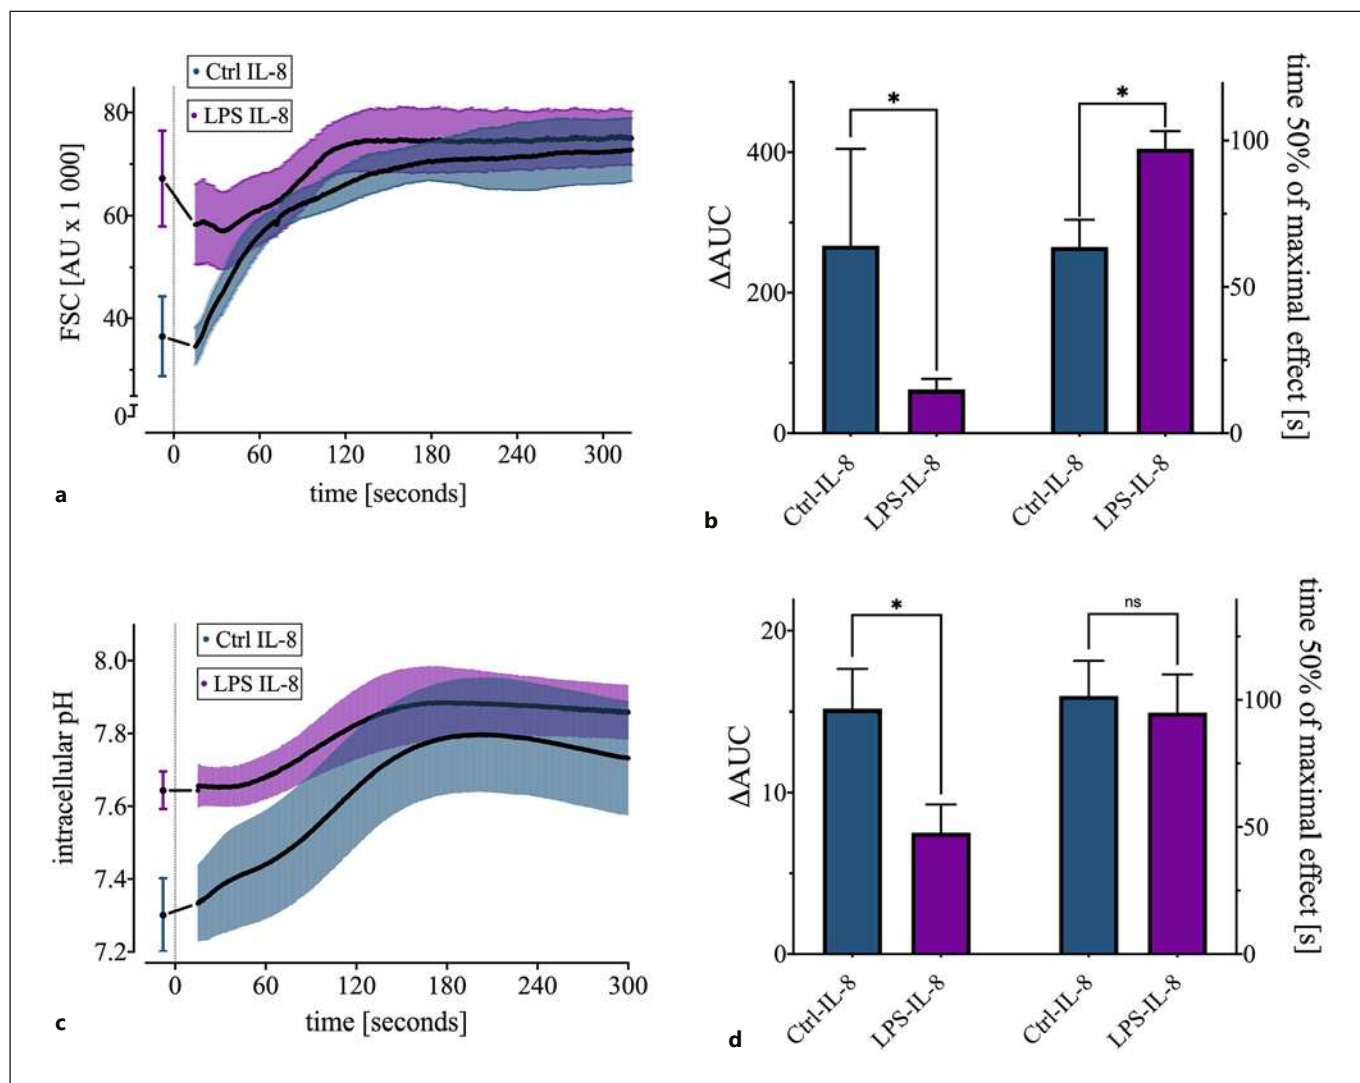 Ctrl IL-8
LPS IL-8
80
60
40
0
FSC [AU x 1 000]
0 60 120 180 240 300
time [seconds]
a
*
*
400
200
0
ΔAUC
100
50
0
time 50% of maximal effect [s]
Ctrl-IL-8
LPS-IL-8
Ctrl-IL-8
LPS-IL-8
b
Ctrl IL-8
LPS IL-8
8.0
7.8
7.6
7.4
7.2
intracellular pH
0 60 120 180 240 300
time [seconds]
c
*
ns
20
10
0
ΔAUC
100
50
0
time 50% of maximal effect [s]
Ctrl-IL-8
LPS-IL-8
Ctrl-IL-8
LPS-IL-8
d